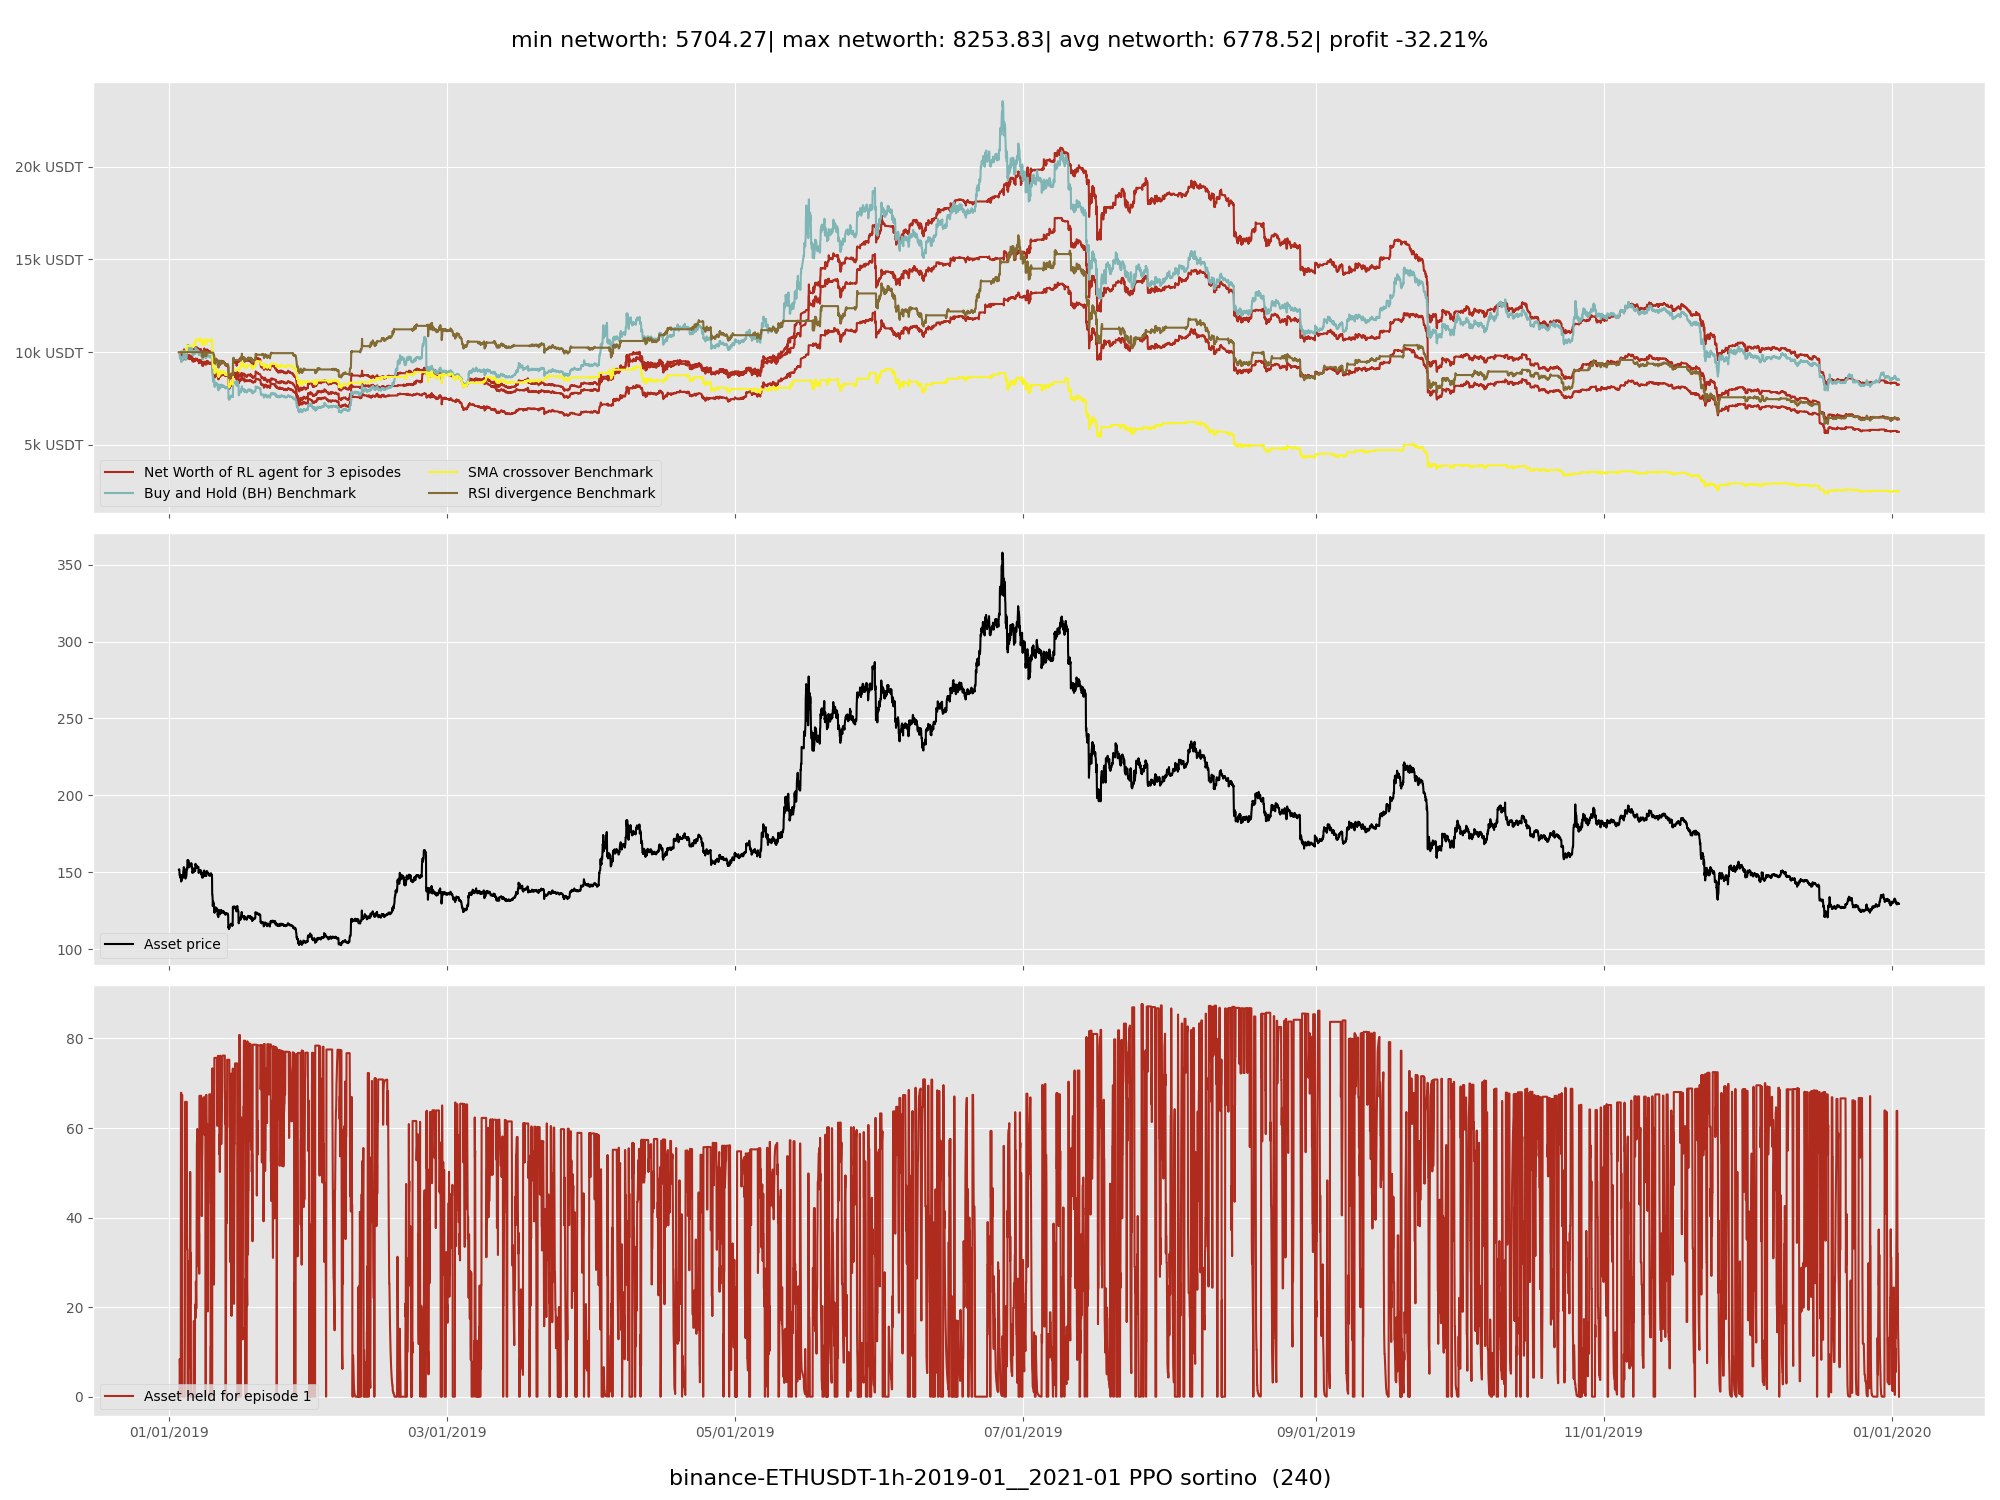 min networth: 5704.27| max networth: 8253.83| avg networth: 6778.52| profit -32.21%
20k USDT
15k USDT
10k USDT
5k USDT
Net Worth of RL agent for 3 episodes
Buy and Hold (BH) Benchmark
SMA crossover Benchmark
RSI divergence Benchmark
350
300
250
200
150
100
Asset price
80
60
40
20
0
Asset held for episode 1
01/01/2019 03/01/2019 05/01/2019 07/01/2019 09/01/2019 11/01/2019 01/01/2020
binance-ETHUSDT-1h-2019-01__2021-01 PPO sortino (240)